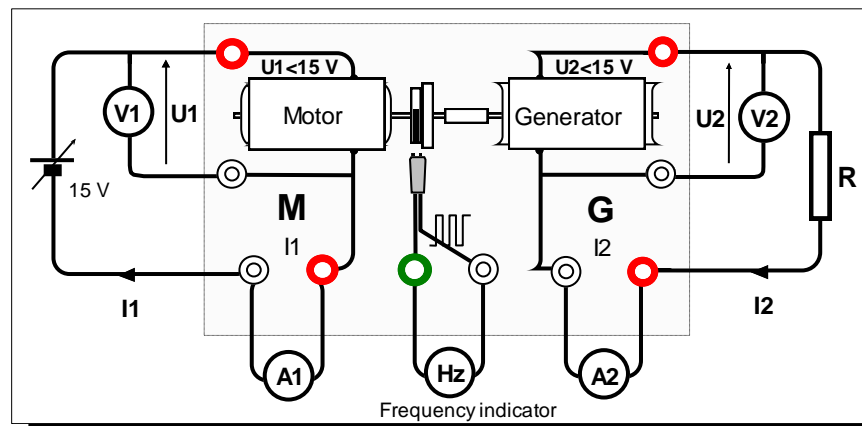 U1<15 V
U2<15 V
V1
U1
Motor
Generator
U2
V2
15 V
R
M
G
I1
I2
I1
I2
A1
Hz
A2
Frequency indicator